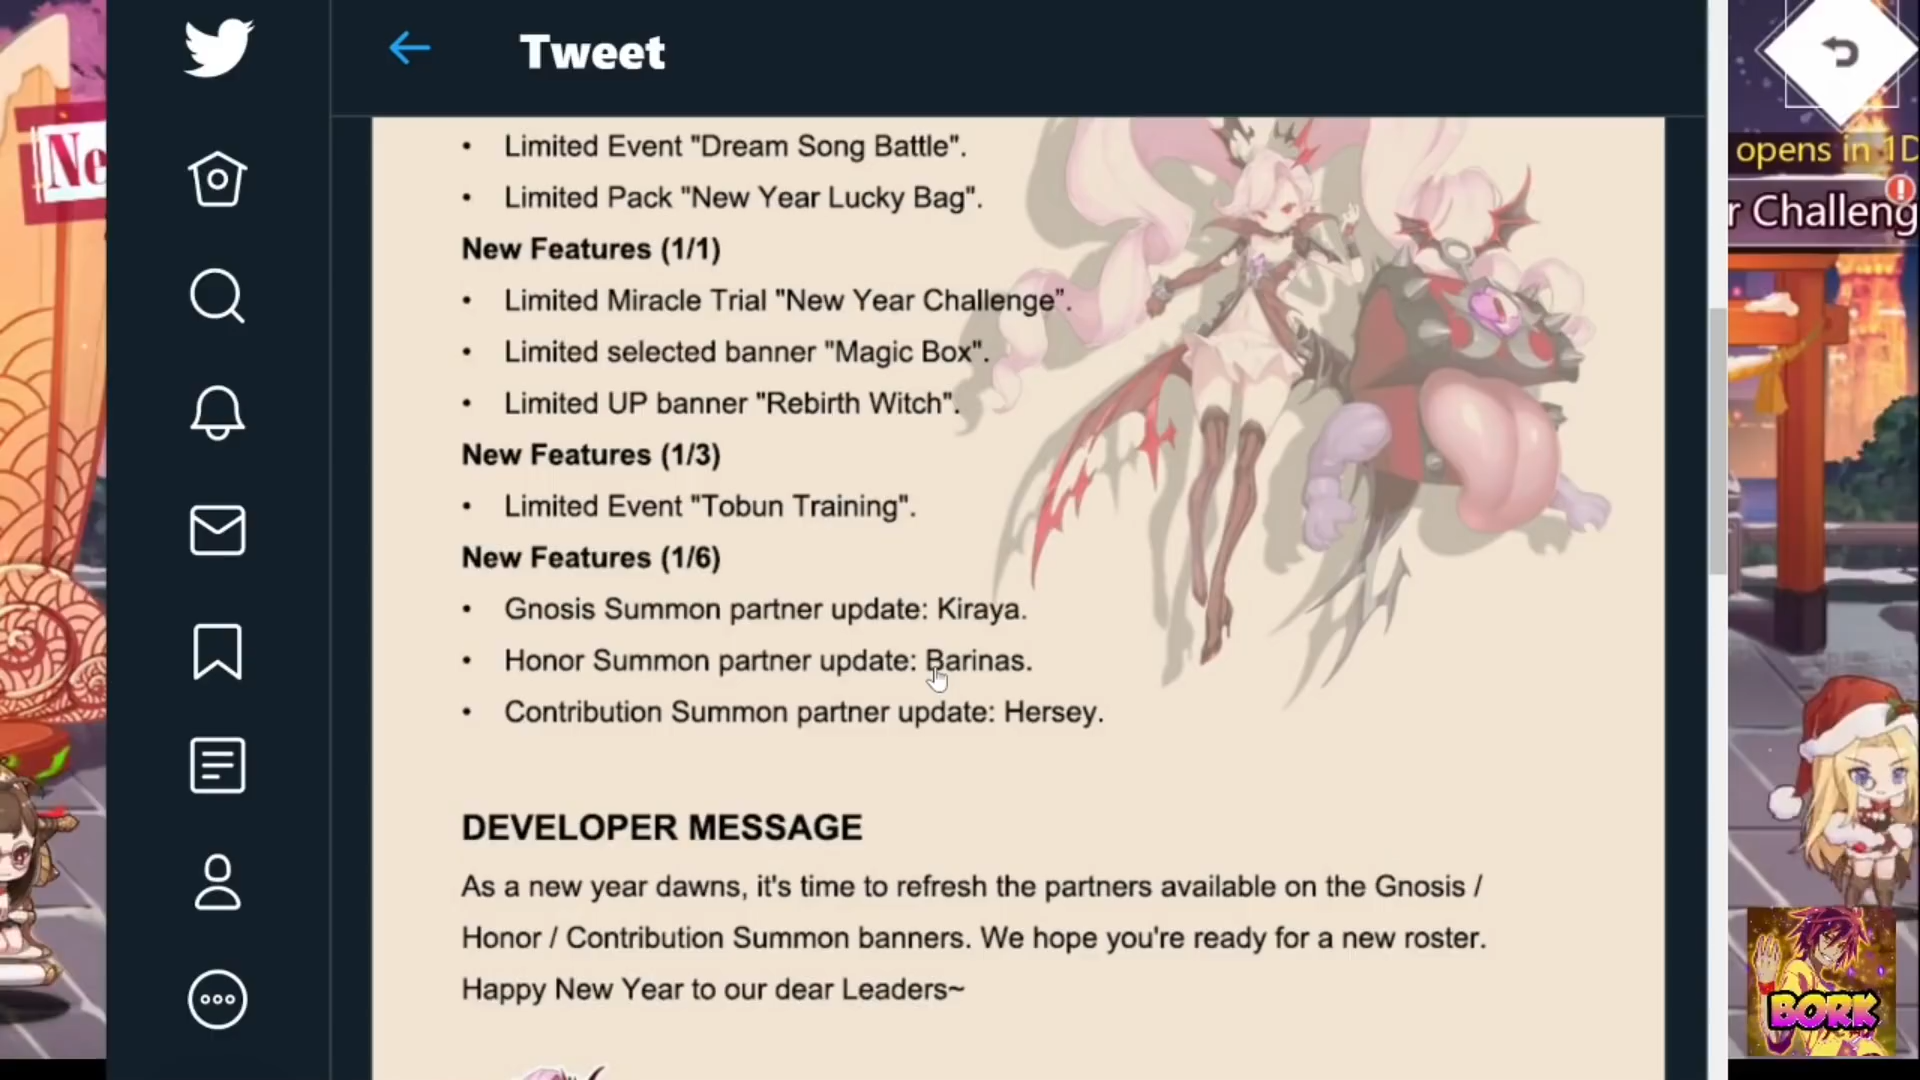 Tweet
Ne
opens in 1D
r Challeng
• Limited Event "Dream Song Battle".
• Limited Pack "New Year Lucky Bag".
New Features (1/1)
• Limited Miracle Trial "New Year Challenge”.
• Limited selected banner "Magic Box".
• Limited UP banner "Rebirth Witch".
New Features (1/3)
• Limited Event "Tobun Training".
New Features (1/6)
• Gnosis Summon partner update: Kiraya.
• Honor Summon partner update: Barinas.
• Contribution Summon partner update: Hersey.
DEVELOPER MESSAGE
As a new year dawns, it's time to refresh the partners available on the Gnosis /
Honor / Contribution Summon banners. We hope you're ready for a new roster.
Happy New Year to our dear Leaders~
BORK